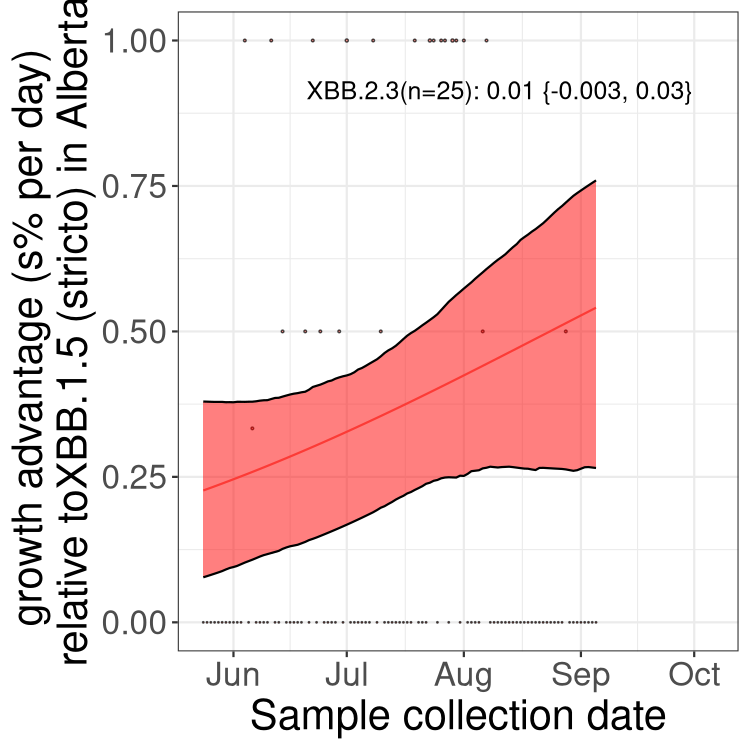 growth advantage (s% per day)
relative toXBB.1.5 (stricto) in Alberta
1.00
XBB.2.3(n=25): 0.01 {-0.003, 0.03}
0.75
0.50
0.25
0.00
Jun Jul Aug Sep Oct
Sample collection date